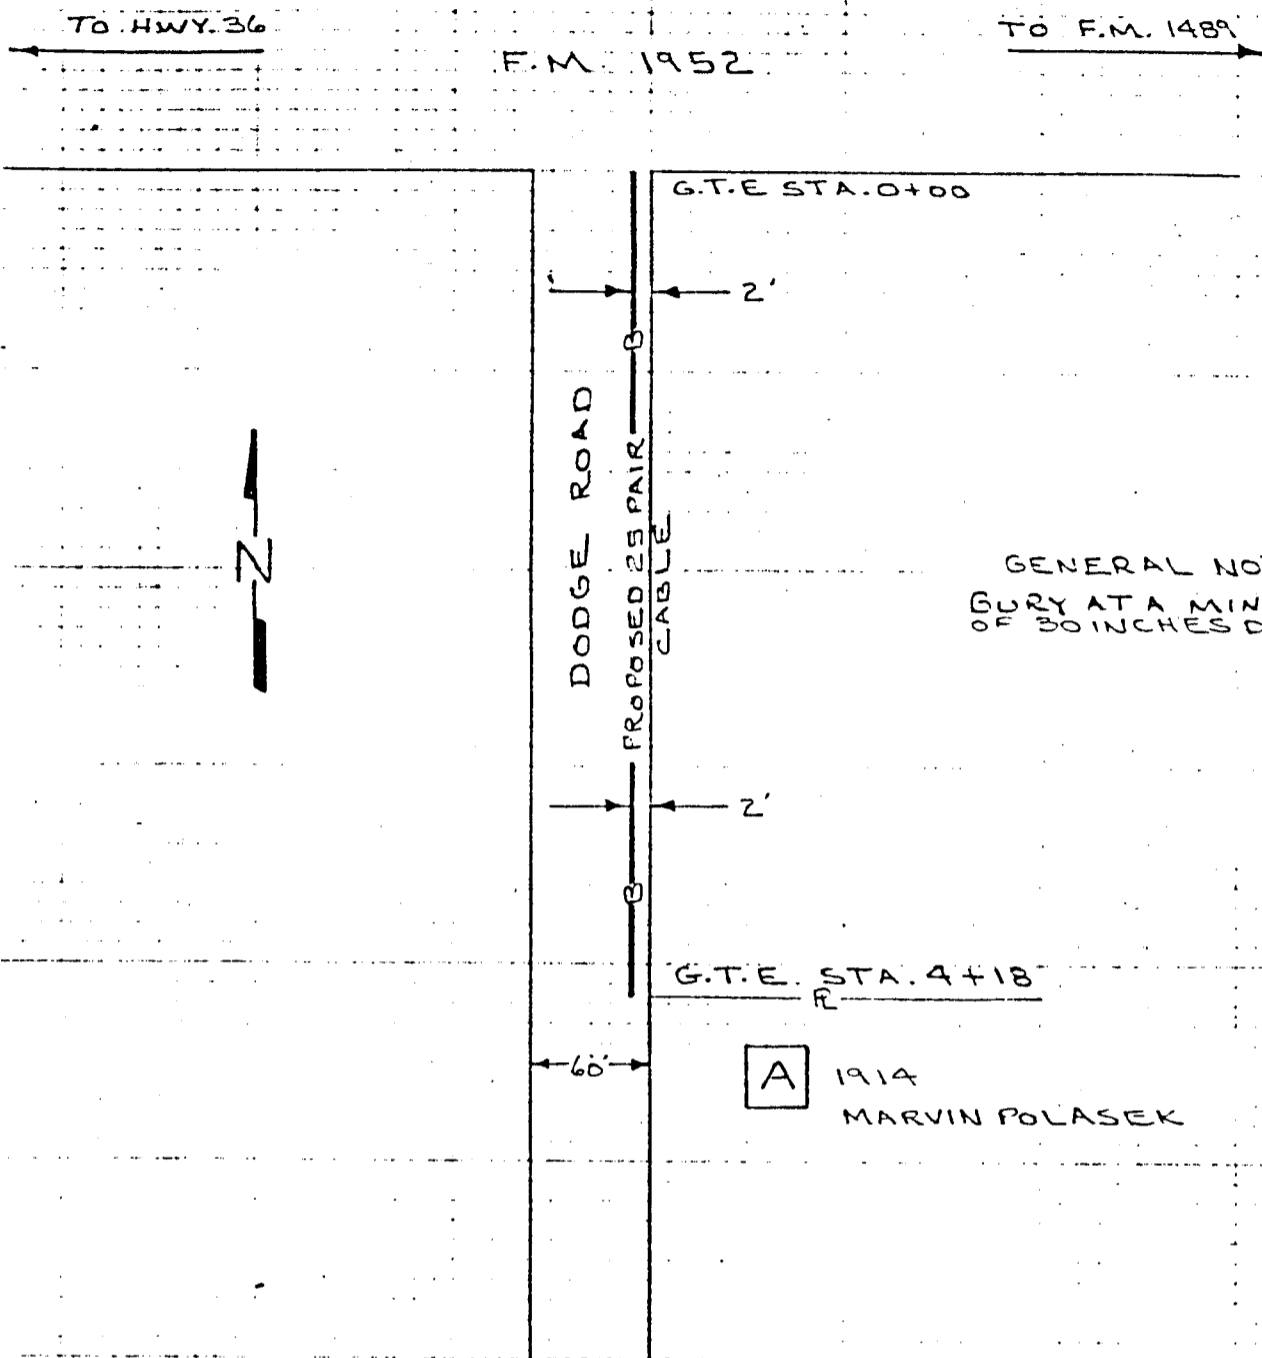 TO HWY. 36
F.M. 1952
TO F.M. 1489
G.T.E STA. 0+00
2'
B
DODGE ROAD
PROPOSED 25 PAIR
CABLE
N
GENERAL NO
BURY AT A MIN
OF 30 INCHES D
2'
B
G.T.E. STA. 4+18
PL
60'
A 1914
MARVIN POLASEK